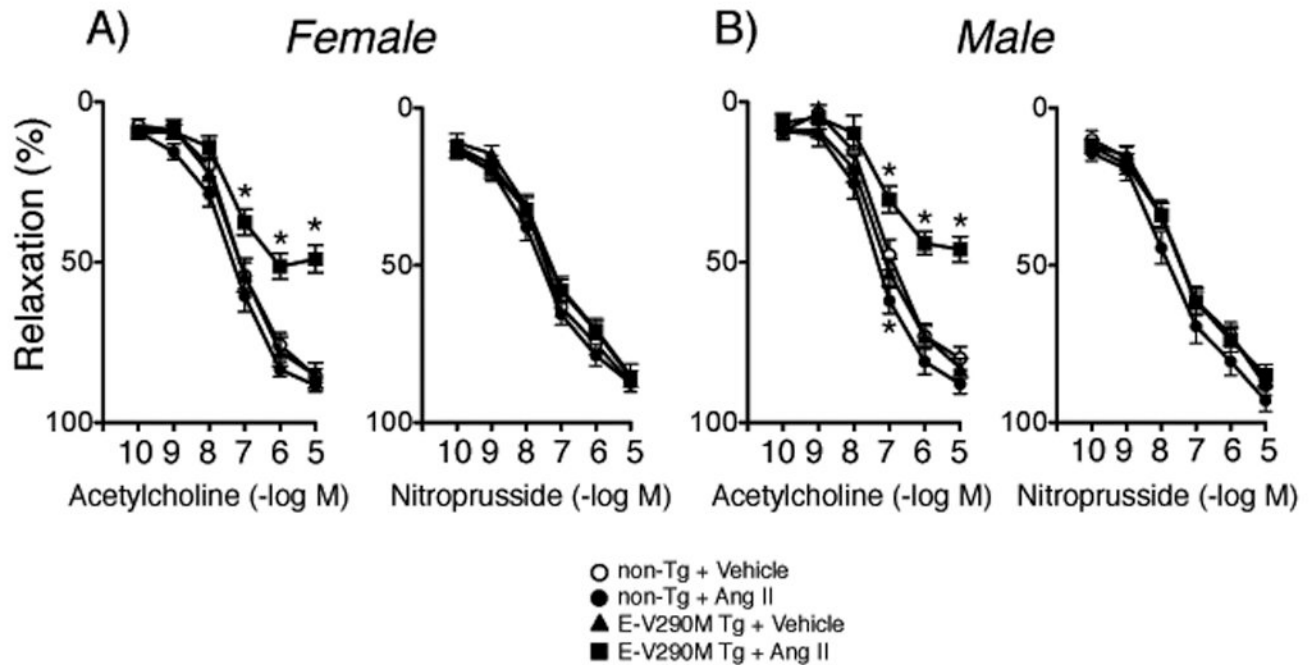 A) Female B) Male
Relaxation (%)
0 50 100
* * *
10 9 8 7 6 5
Acetylcholine (-log M)
0 50 100
10 9 8 7 6 5
Nitroprusside (-log M)
0 50 100
* * *
*
10 9 8 7 6 5
Acetylcholine (-log M)
0 50 100
10 9 8 7 6 5
Nitroprusside (-log M)
non-Tg + Vehicle
non-Tg + Ang II
E-V290M Tg + Vehicle
E-V290M Tg + Ang II